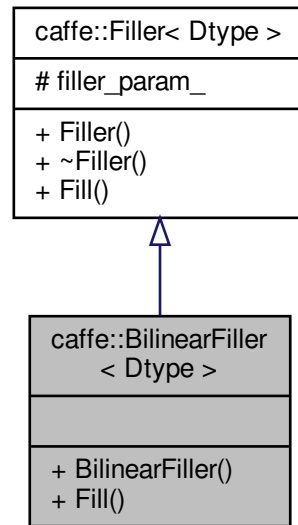 caffe::Filler< Dtype >
# filler_param_
+ Filler()
+ ~Filler()
+ Fill()
caffe::BilinearFiller
< Dtype >
+ BilinearFiller()
+ Fill()